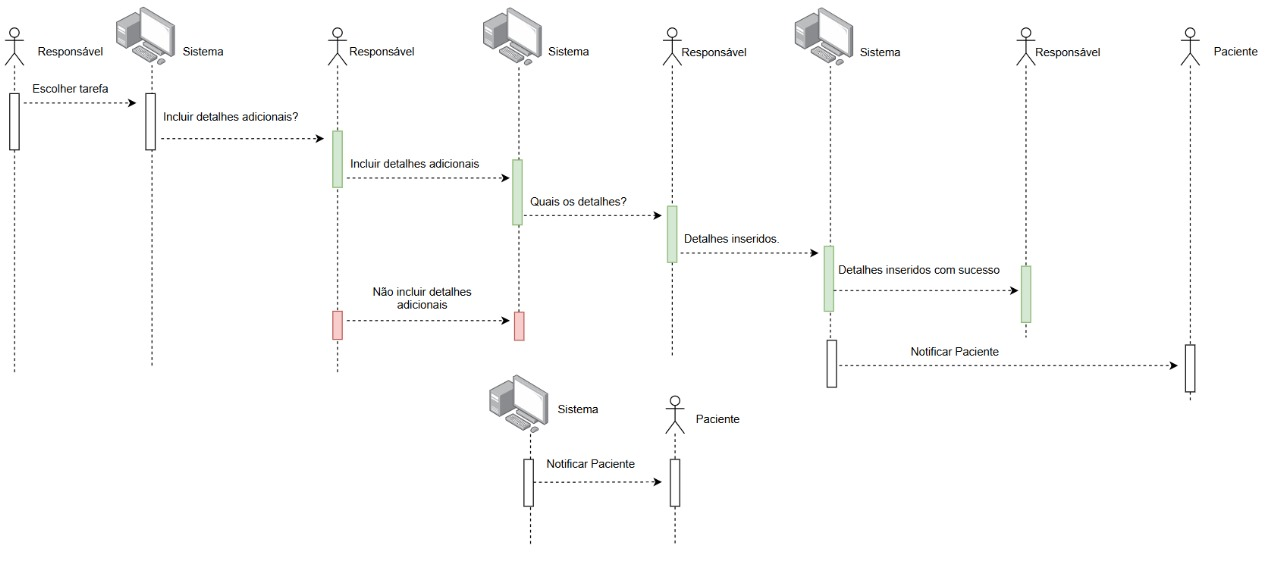 Responsável
Sistema
Responsável
Sistema
Responsável
Sistema
Responsável
Paciente
Escolher tarefa
Incluir detalhes adicionais?
Incluir detalhes adicionais
Quais os detalhes?
Detalhes inseridos.
Detalhes inseridos com sucesso
Não incluir detalhes
adicionais
Notificar Paciente
Sistema
Paciente
Notificar Paciente